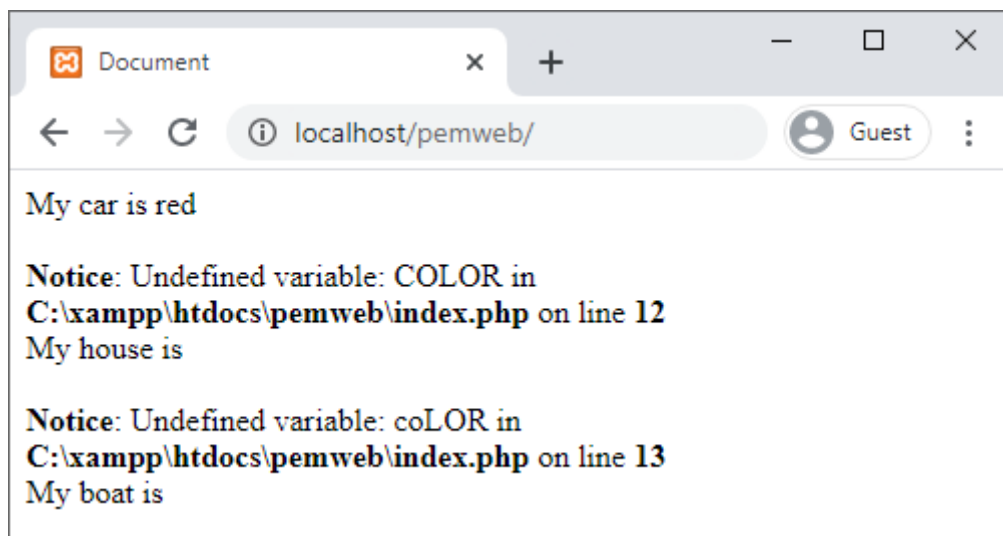 Document
localhost/pemweb/
Guest
My car is red
Notice: Undefined variable: COLOR in
C:\xampp\htdocs\pemweb\index.php on line 12
My house is
Notice: Undefined variable: coLOR in
C:\xampp\htdocs\pemweb\index.php on line 13
My boat is